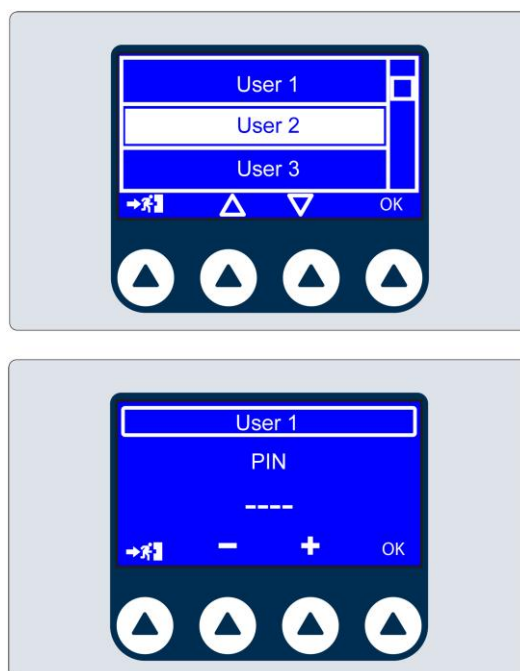 User 1
User 2
User 3
OK
User 1
PIN
----
OK